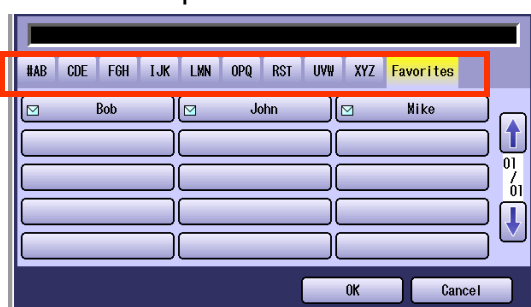 #AB CDE FGH IJK LMN OPQ RST UVW XYZ Favorites
Bob John Mike
01
/
01
OK Cancel